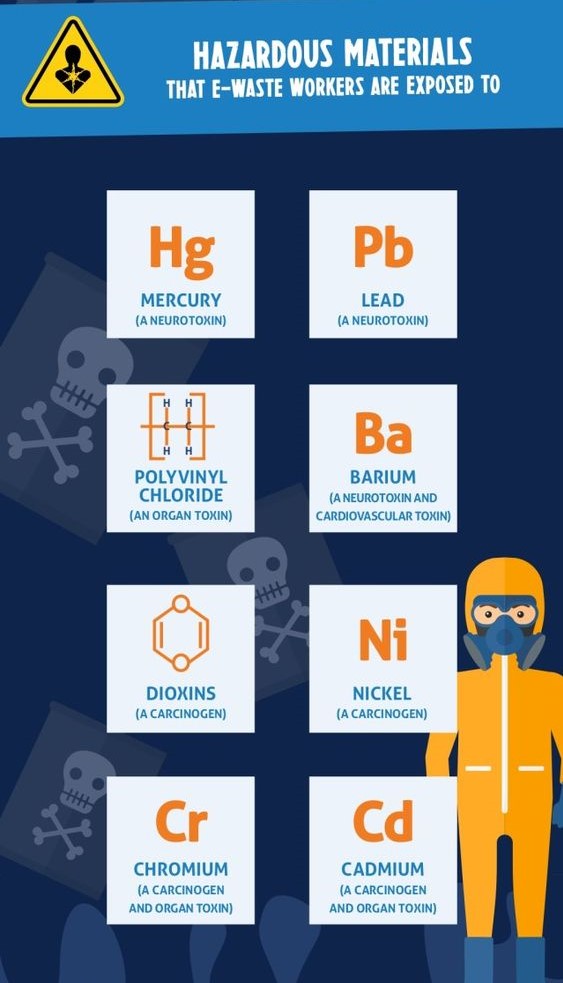 HAZARDOUS MATERIALS
THAT E-WASTE WORKERS ARE EXPOSED TO
Hg
MERCURY
(A NEUROTOXIN)
Pb
LEAD
(A NEUROTOXIN)
H H
C C
H H
POLYVINYL
CHLORIDE
(AN ORGAN TOXIN)
Ba
BARIUM
(A NEUROTOXIN AND
CARDIOVASCULAR TOXIN)
DIOXINS
(A CARCINOGEN)
Ni
NICKEL
(A CARCINOGEN)
Cr
CHROMIUM
(A CARCINOGEN
AND ORGAN TOXIN)
Cd
CADMIUM
(A CARCINOGEN
AND ORGAN TOXIN)